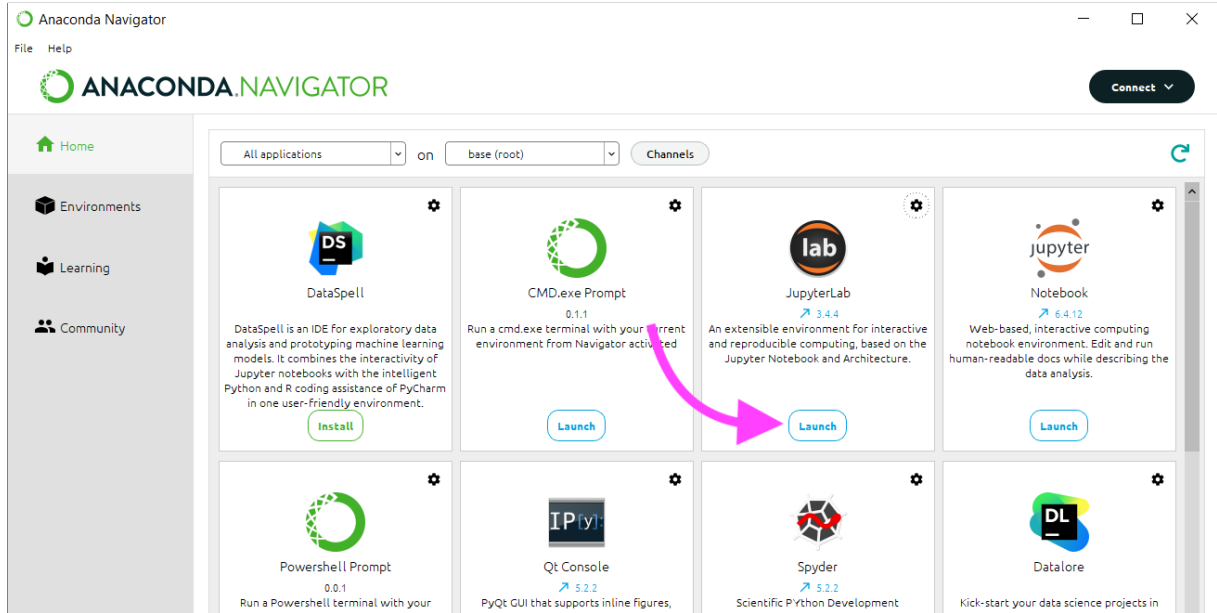 Anaconda Navigator
File Help
ANACONDA.NAVIGATOR
Connect
Home
Environments
Learning
Community
All applications on base (root) Channels
DS
DataSpell
DataSpell is an IDE for exploratory data
analysis and prototyping machine learning
models. It combines the interactivity of
Jupyter notebooks with the intelligent
Python and R coding assistance of PyCharm
in one user-friendly environment.
Install
CMD.exe Prompt
0.1.1
Run a cmd.exe terminal with your current
environment from Navigator activated
Launch
lab
JupyterLab
3.4.4
An extensible environment for interactive
and reproducible computing, based on the
Jupyter Notebook and Architecture.
Launch
jupyter
Notebook
6.4.12
Web-based, interactive computing
notebook environment. Edit and run
human-readable docs while describing the
data analysis.
Launch
Powershell Prompt
0.0.1
Run a Powershell terminal with your
IP[y]:
Qt Console
5.2.2
PyQt GUI that supports inline figures,
Spyder
5.2.2
Scientific PYthon Development
DL
Datalore
Kick-start your data science projects in